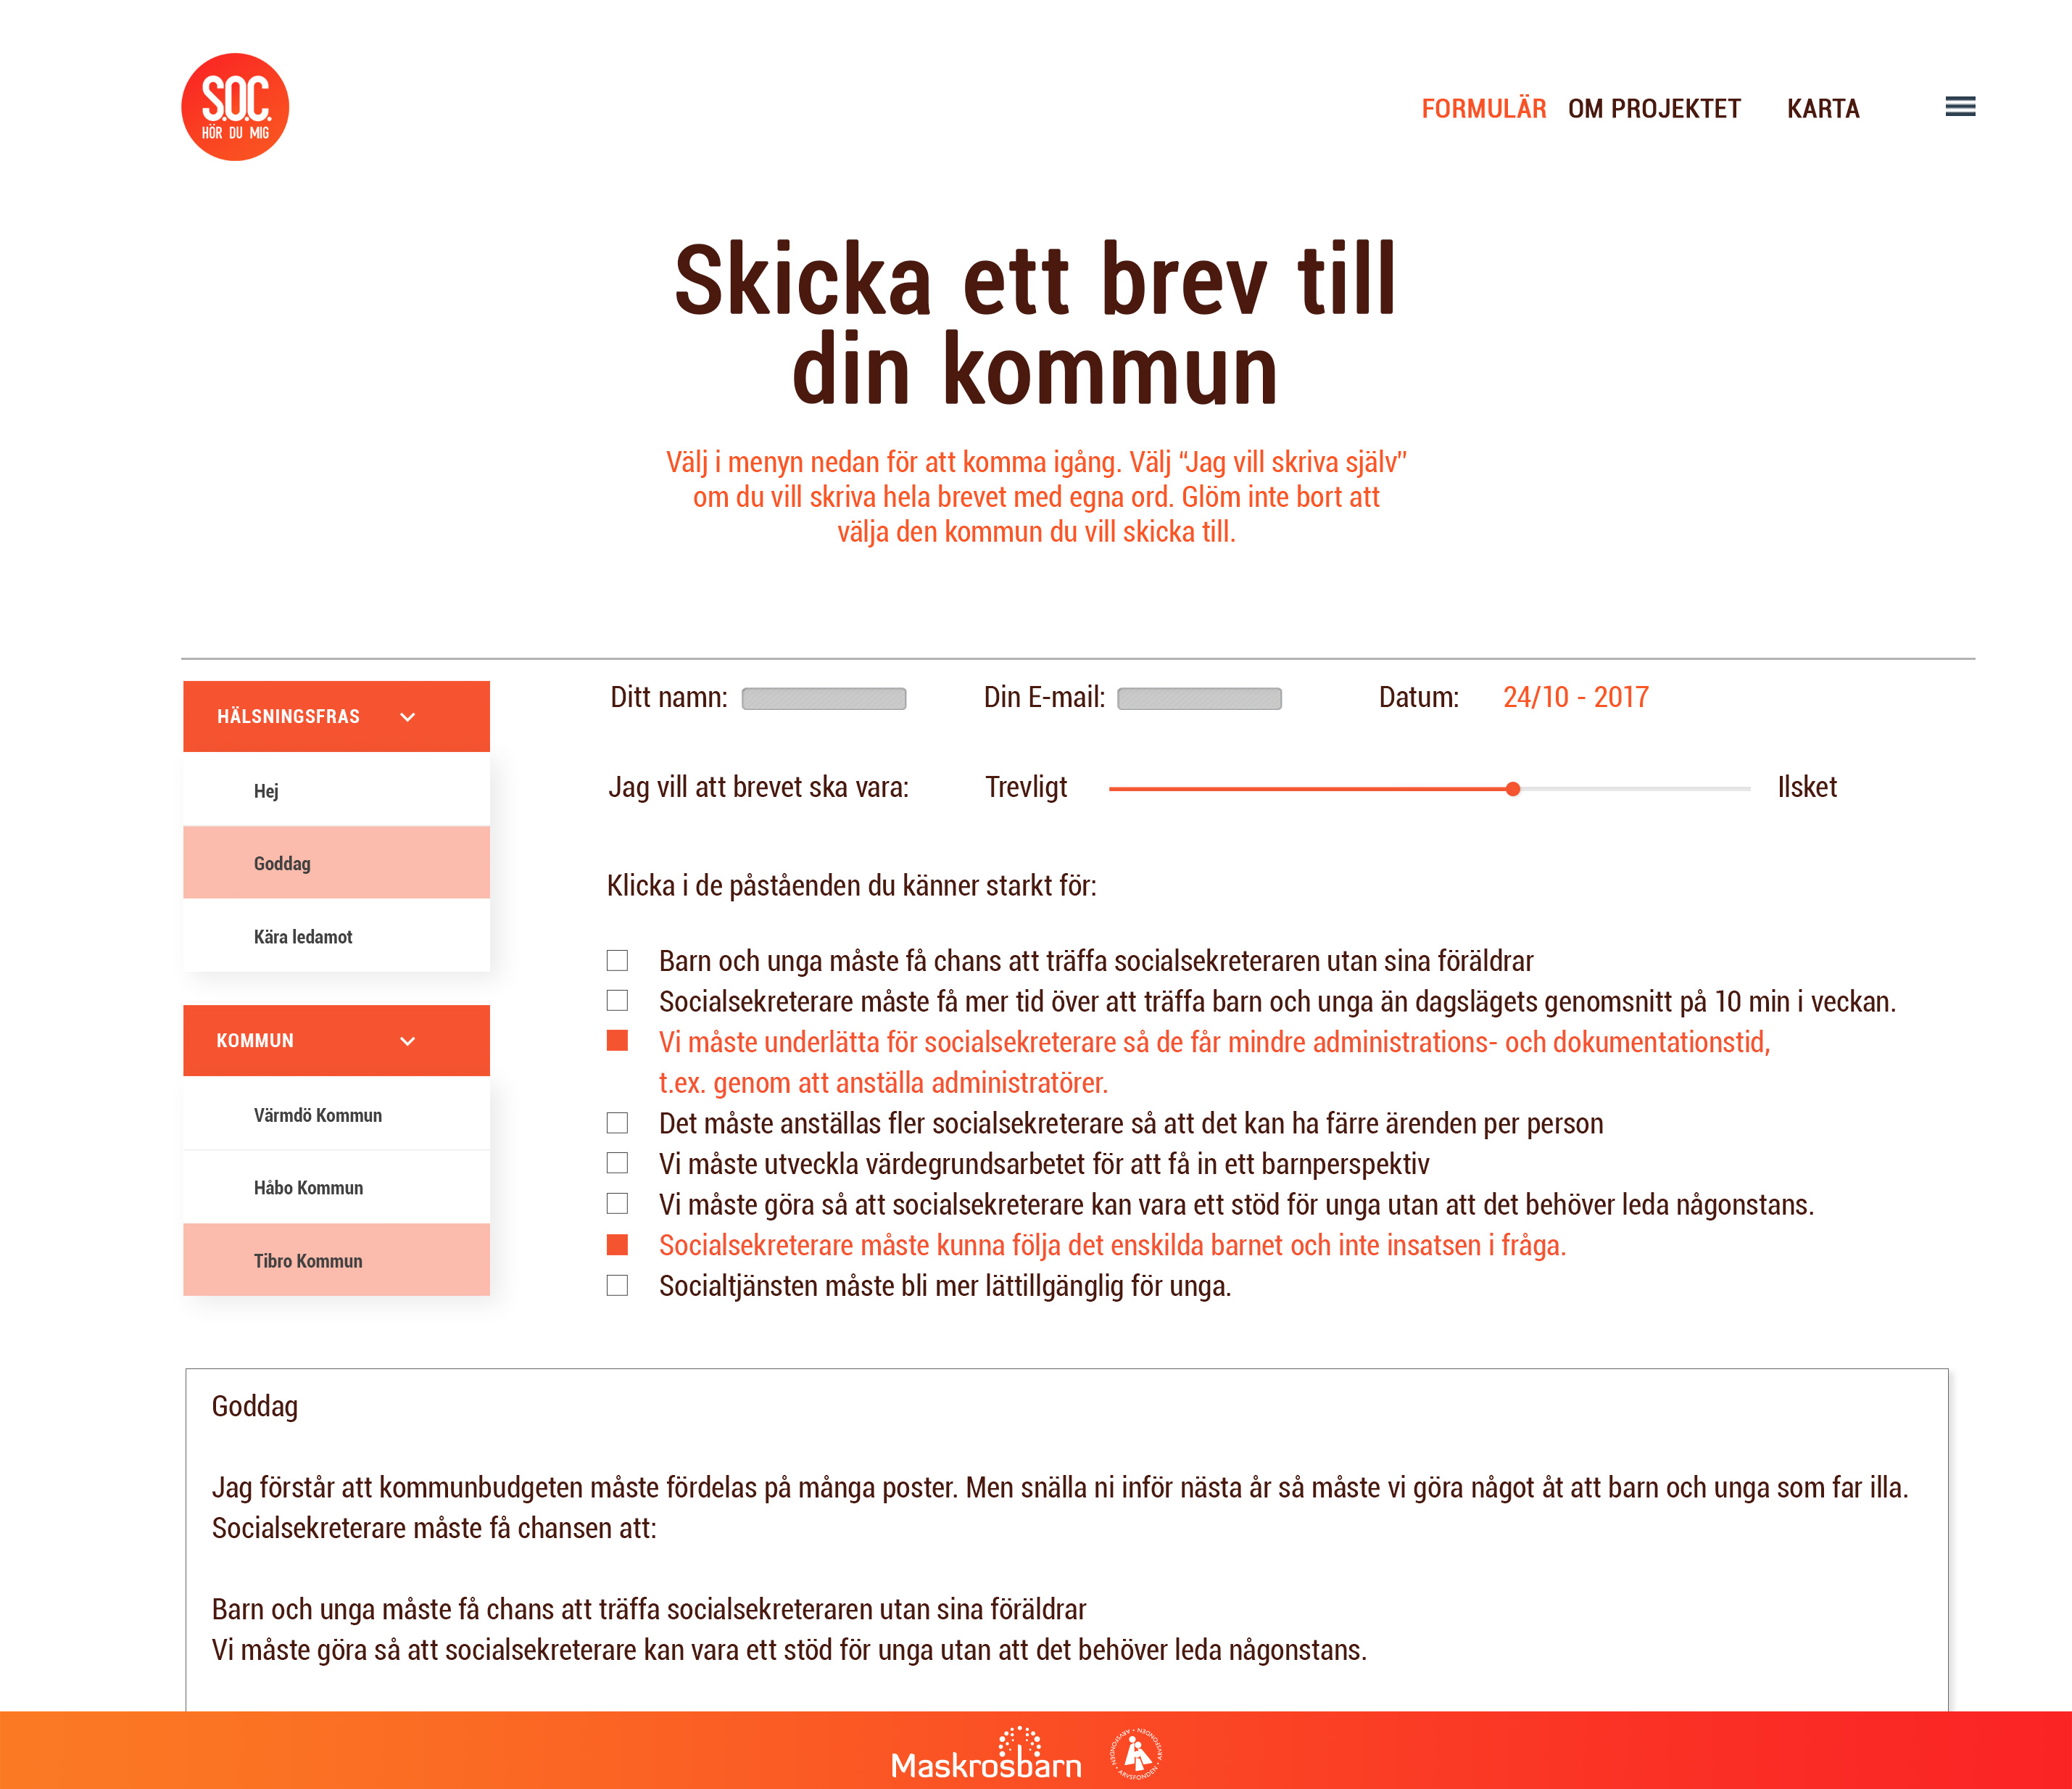 S.O.C.
HÖR DU MIG
FORMULÄR OM PROJEKTET KARTA
Skicka ett brev till
din kommun
Välj i menyn nedan för att komma igång. Välj “Jag vill skriva själv”
om du vill skriva hela brevet med egna ord. Glöm inte bort att
välja den kommun du vill skicka till.
HÄLSNINGSFRAS
Hej
Goddag
Kära ledamot
KOMMUN
Värmdö Kommun
Håbo Kommun
Tibro Kommun
Ditt namn: Din E-mail: Datum: 24/10 - 2017
Jag vill att brevet ska vara: Trevligt Ilsket
Klicka i de påståenden du känner starkt för:
Barn och unga måste få chans att träffa socialsekreteraren utan sina föräldrar
Socialsekreterare måste få mer tid över att träffa barn och unga än dagslägets genomsnitt på 10 min i veckan.
Vi måste underlätta för socialsekreterare så de får mindre administrations- och dokumentationstid,
t.ex. genom att anställa administratörer.
Det måste anställas fler socialsekreterare så att det kan ha färre ärenden per person
Vi måste utveckla värdegrundsarbetet för att få in ett barnperspektiv
Vi måste göra så att socialsekreterare kan vara ett stöd för unga utan att det behöver leda någonstans.
Socialsekreterare måste kunna följa det enskilda barnet och inte insatsen i fråga.
Socialtjänsten måste bli mer lättillgänglig för unga.
Goddag
Jag förstår att kommunbudgeten måste fördelas på många poster. Men snälla ni inför nästa år så måste vi göra något åt att barn och unga som far illa.
Socialsekreterare måste få chansen att:
Barn och unga måste få chans att träffa socialsekreteraren utan sina föräldrar
Vi måste göra så att socialsekreterare kan vara ett stöd för unga utan att det behöver leda någonstans.
Maskrosbarn
ARVSFONDEN • ARVSFONDEN • ARVSFONDEN •